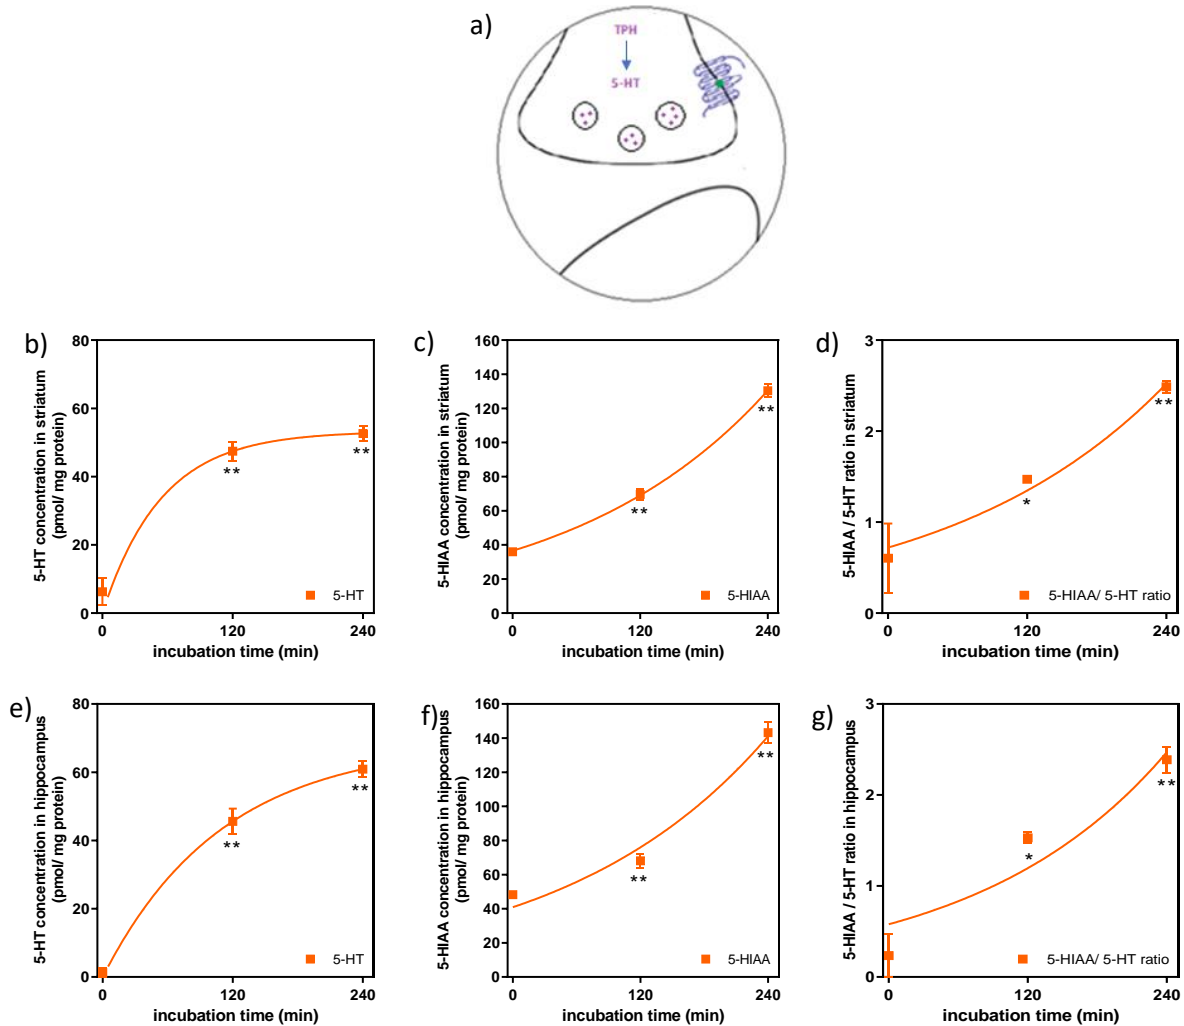 a)
TPH
5-HT
b)
5-HT concentration in striatum
(pmol/ mg protein)
80
60
40
20
0
**
**
5-HT
0 120 240
incubation time (min)
c)
5-HIAA concentration in striatum
(pmol/ mg protein)
160
140
120
100
80
60
40
20
0
**
**
5-HIAA
0 120 240
incubation time (min)
d)
5-HIAA / 5-HT ratio in striatum
3
2
1
0
**
*
5-HIAA/ 5-HT ratio
0 120 240
incubation time (min)
e)
5-HT concentration in hippocampus
(pmol/ mg protein)
80
60
40
20
0
**
**
5-HT
0 120 240
incubation time (min)
f)
5-HIAA concentration in hippocampus
(pmol/ mg protein)
160
140
120
100
80
60
40
20
0
**
**
5-HIAA
0 120 240
incubation time (min)
g)
5-HIAA / 5-HT ratio in hippocampus
3
2
1
0
**
*
5-HIAA/ 5-HT ratio
0 120 240
incubation time (min)